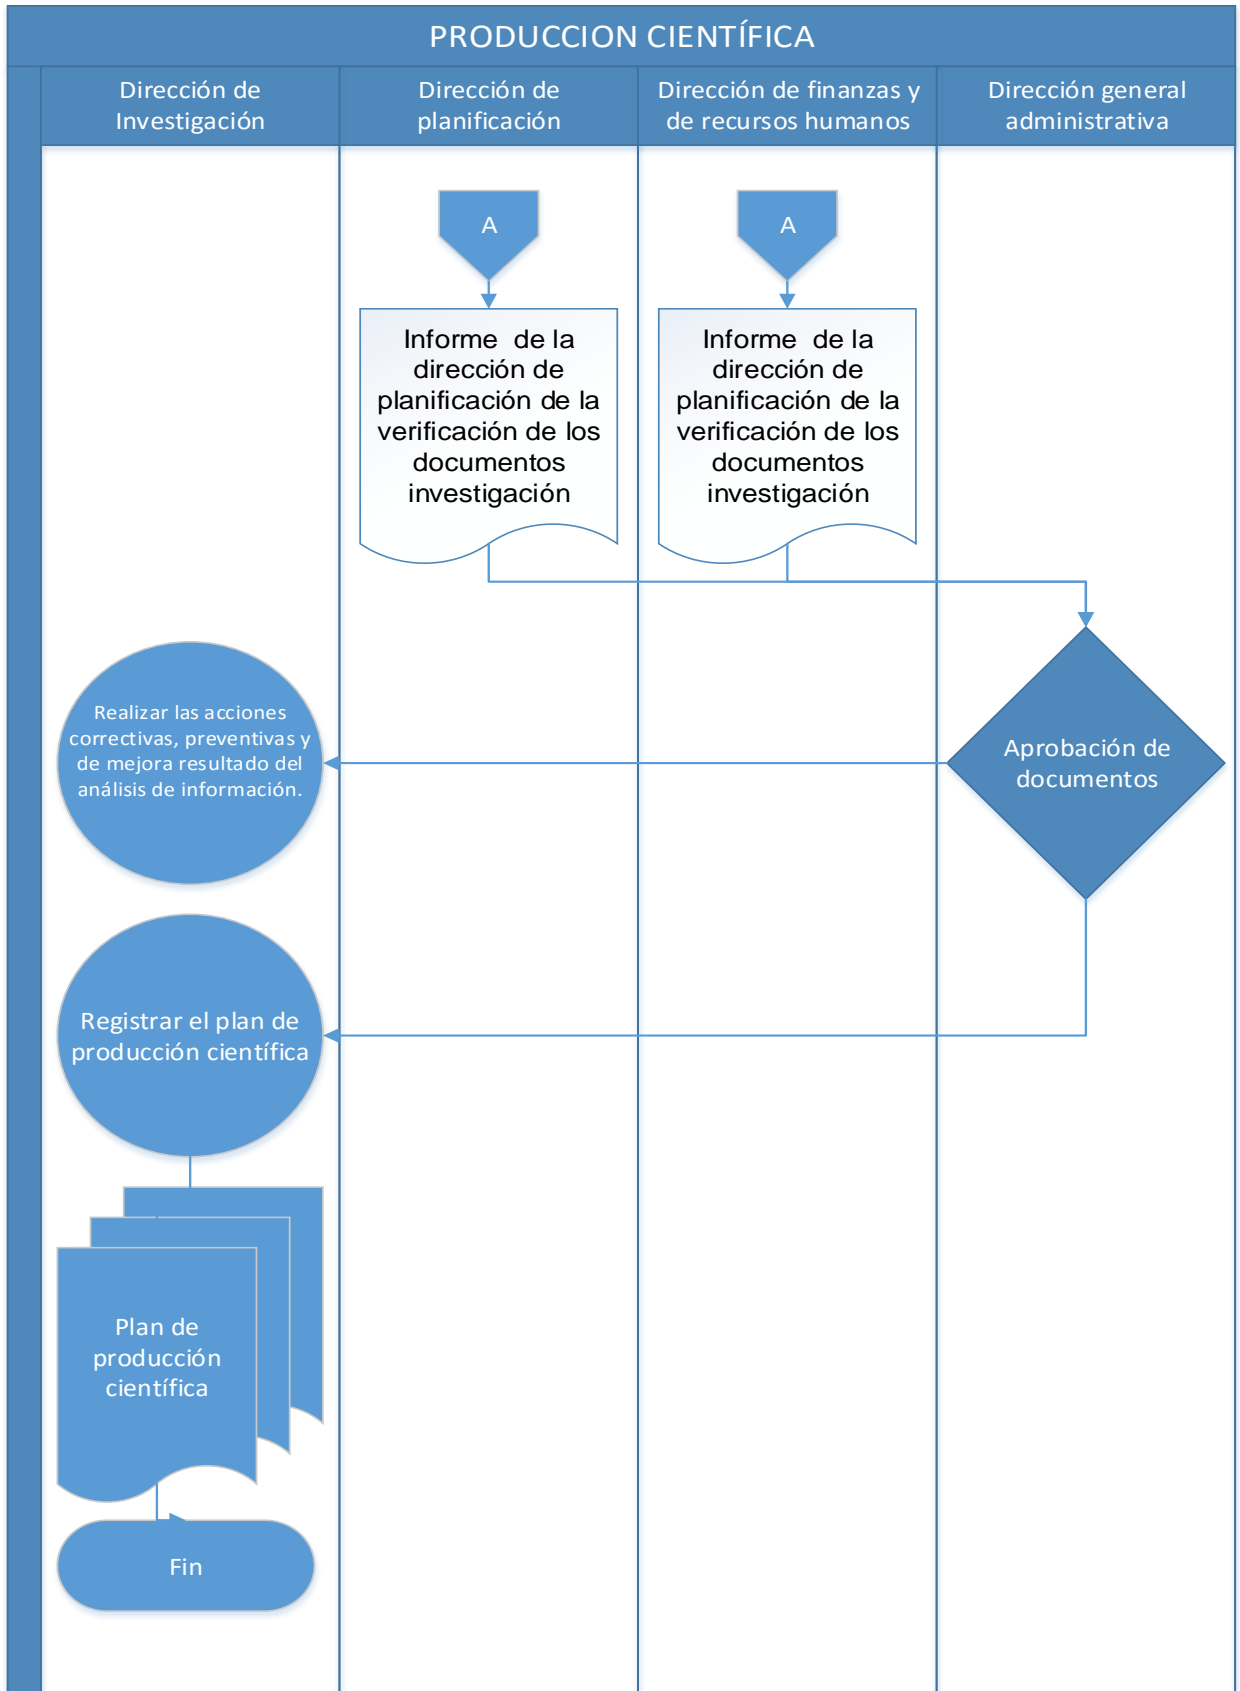 PRODUCCION CIENTÍFICA
Dirección de
Investigación
Dirección de
planificación
Dirección de finanzas y
de recursos humanos
Dirección general
administrativa
A
A
Informe de la
dirección de
planificación de la
verificación de los
documentos
investigación
Informe de la
dirección de
planificación de la
verificación de los
documentos
investigación
Realizar las acciones
correctivas, preventivas y
de mejora resultado del
análisis de información.
Aprobación de
documentos
Registrar el plan de
producción científica
Plan de
producción
científica
Fin